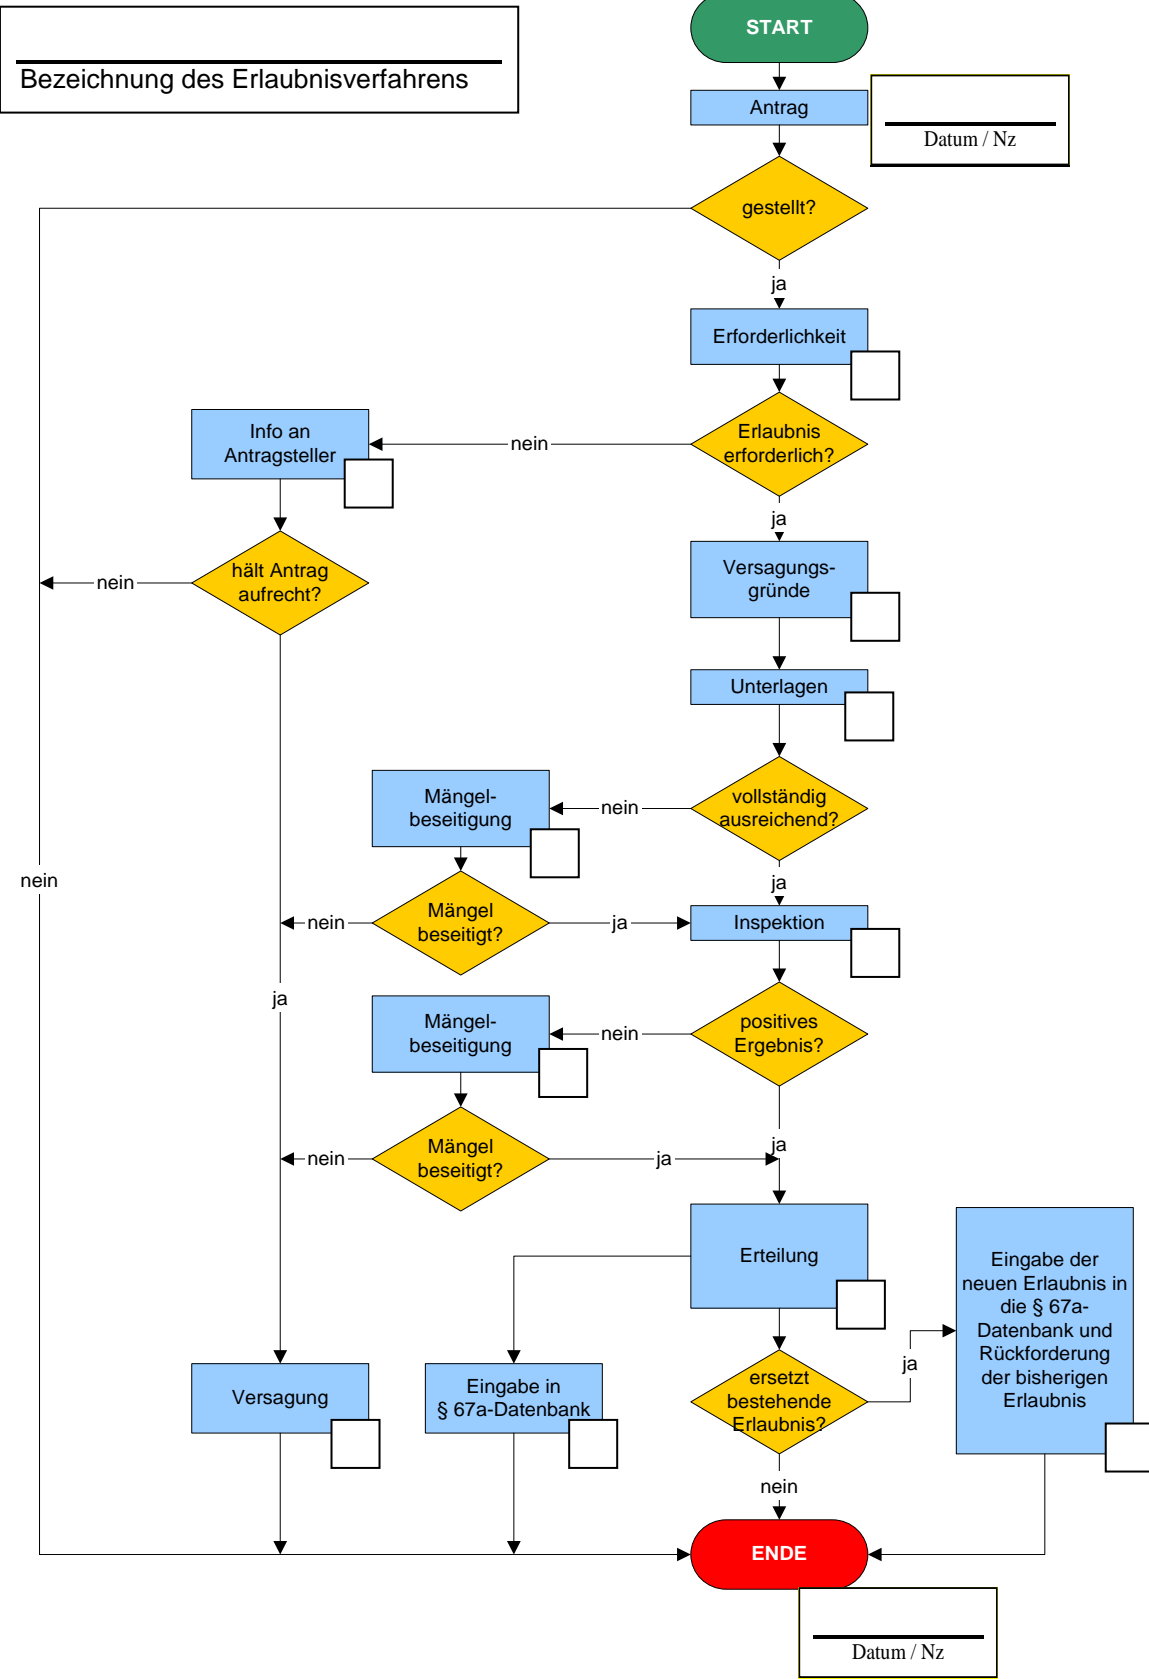 START
Bezeichnung des Erlaubnisverfahrens
Antrag
Datum / Nz
gestellt?
ja
Erforderlichkeit
Erlaubnis
erforderlich?
nein
Info an
Antragsteller
ja
hält Antrag
aufrecht?
nein
Versagungs-
gründe
Unterlagen
vollständig
ausreichend?
nein
Mängel-
beseitigung
nein
ja
Mängel
beseitigt?
nein
ja
Inspektion
ja
positives
Ergebnis?
nein
Mängel-
beseitigung
ja
Mängel
beseitigt?
nein
ja
Erteilung
Eingabe der
neuen Erlaubnis in
die § 67a-
Datenbank und
Rückforderung
der bisherigen
Erlaubnis
ja
ersetzt
bestehende
Erlaubnis?
Versagung
Eingabe in
§ 67a-Datenbank
nein
ENDE
Datum / Nz